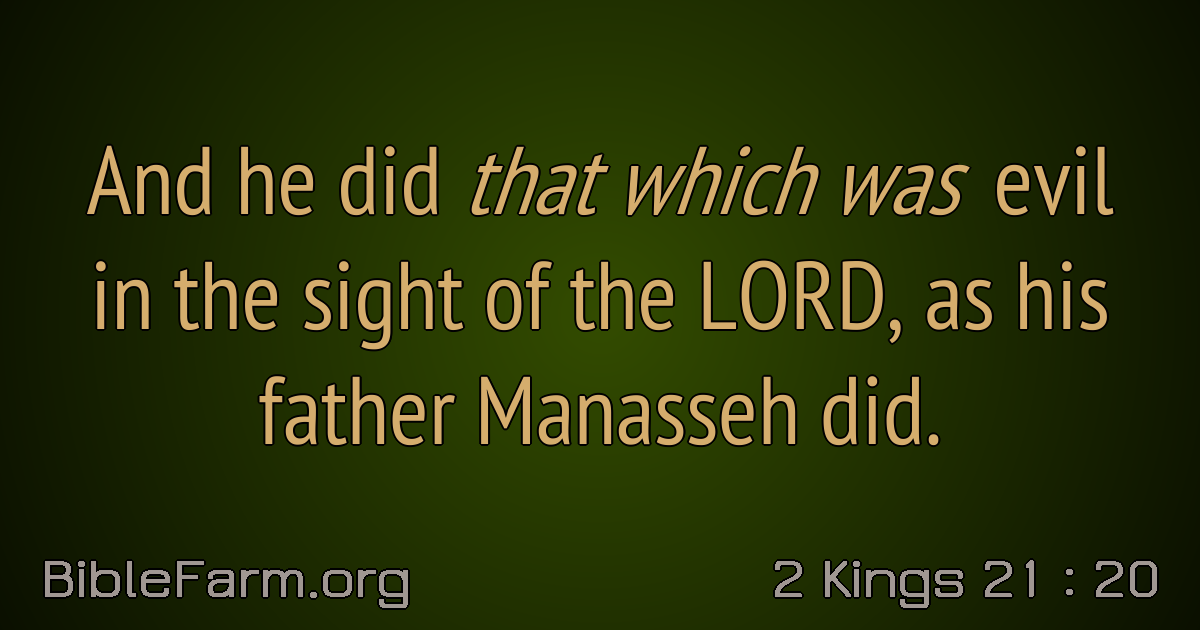 And he did that which was evil
in the sight of the LORD, as his
father Manasseh did.
BibleFarm.org
2 Kings 21 : 20